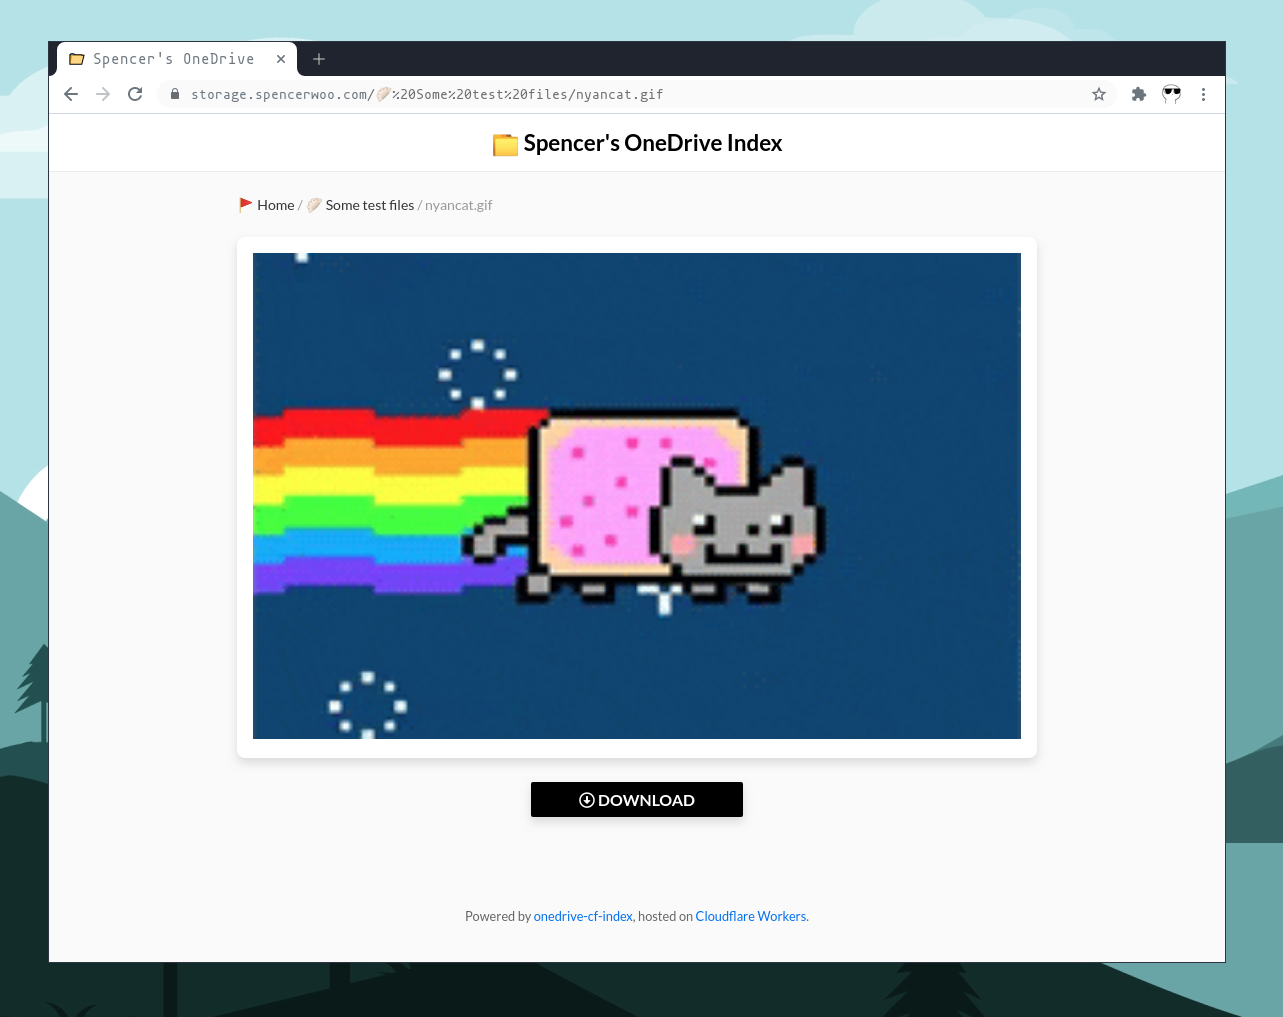 Spencer's OneDrive
storage.spencerwoo.com/🥟%20Some%20test%20files/nyancat.gif
Spencer's OneDrive Index
🚩 Home / 🥟 Some test files / nyancat.gif
DOWNLOAD
Powered by onedrive-cf-index, hosted on Cloudflare Workers.